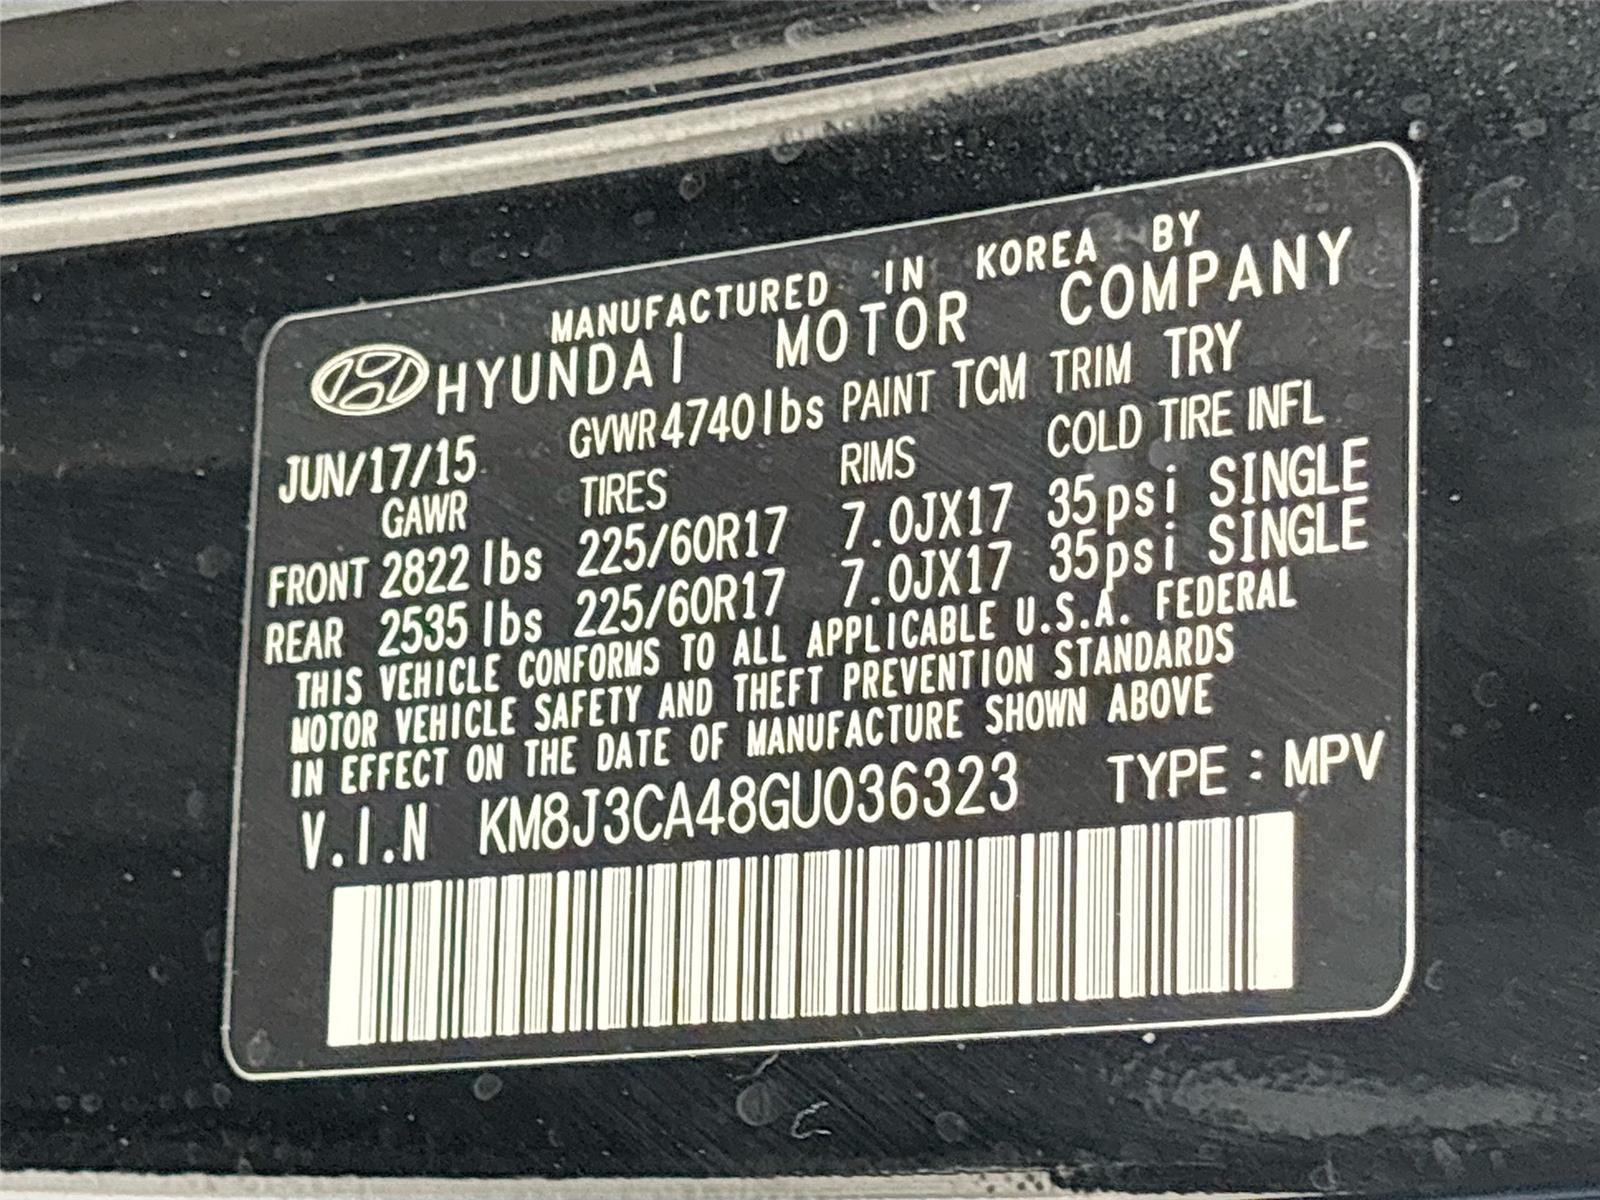 MANUFACTURED IN KOREA BY
HYUNDAI MOTOR COMPANY
JUN/17/15 GVWR 4740lbs PAINT TCM TRIM TRY
GAWR TIRES RIMS COLD TIRE INFL
FRONT 2822 lbs 225/60R17 7.0JX17 35psi SINGLE
REAR 2535 lbs 225/60R17 7.0JX17 35psi SINGLE
THIS VEHICLE CONFORMS TO ALL APPLICABLE U.S.A. FEDERAL
MOTOR VEHICLE SAFETY AND THEFT PREVENTION STANDARDS
IN EFFECT ON THE DATE OF MANUFACTURE SHOWN ABOVE
V.I.N KM8J3CA48GU036323 TYPE : MPV